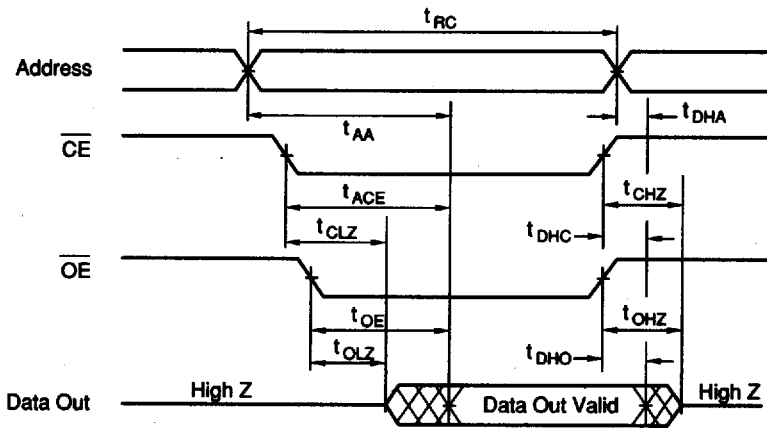 tRC
Address
tAA
tDHA
CE
tACE
tCHZ
tCLZ
tDHC
OE
tOE
tOHZ
tOLZ
tDHO
Data Out
High Z
Data Out Valid
High Z